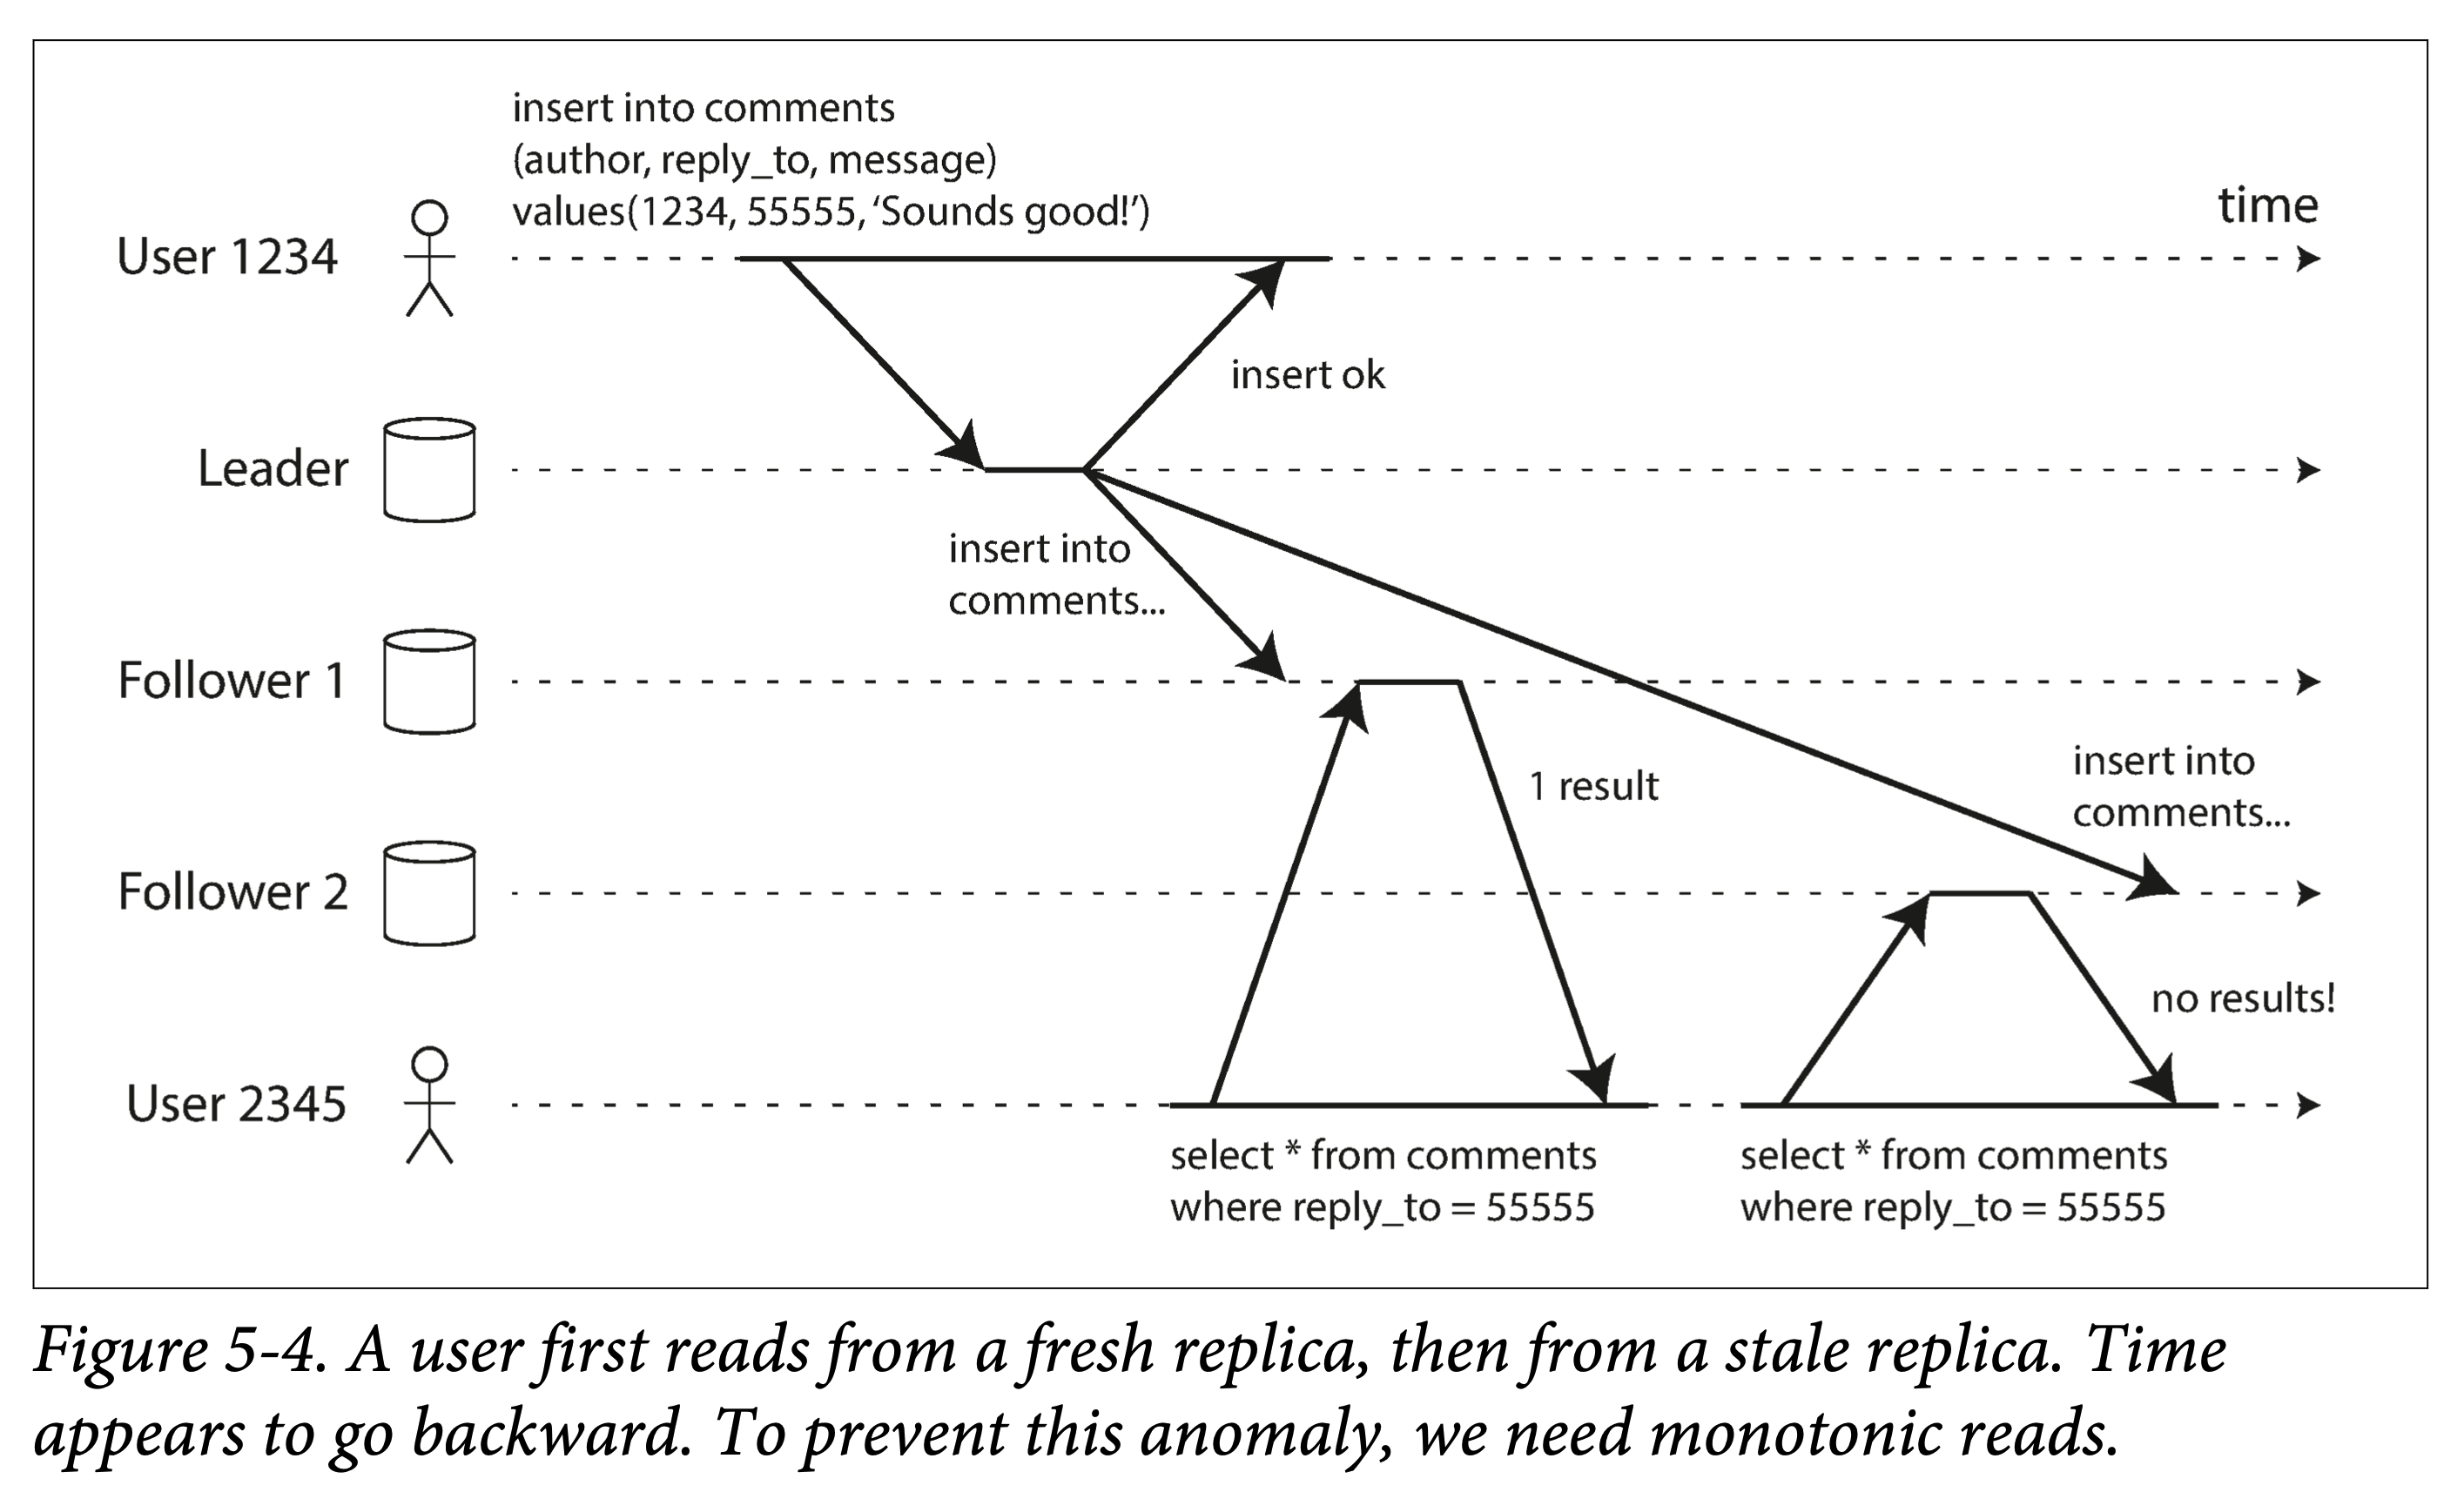 insert into comments
(author, reply_to, message)
values(1234, 55555, ‘Sounds good!’)
time
User 1234
insert ok
Leader
insert into
comments...
Follower 1
1 result
insert into
comments...
Follower 2
no results!
User 2345
select * from comments
where reply_to = 55555
select * from comments
where reply_to = 55555
Figure 5-4. A user first reads from a fresh replica, then from a stale replica. Time
appears to go backward. To prevent this anomaly, we need monotonic reads.